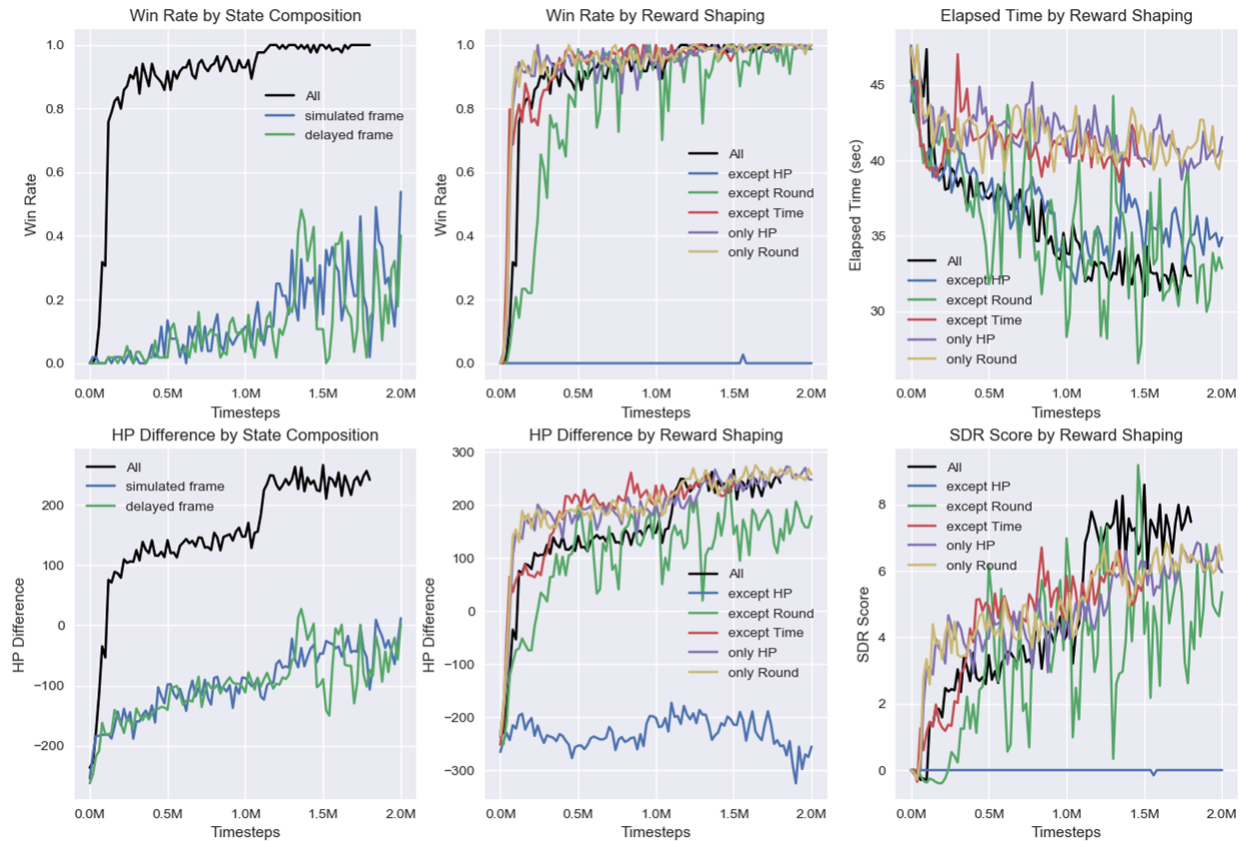 Win Rate by State Composition
Win Rate
1.0
0.8
0.6
0.4
0.2
0.0
All
simulated frame
delayed frame
0.0M 0.5M 1.0M 1.5M 2.0M
Timesteps
Win Rate by Reward Shaping
Win Rate
1.0
0.8
0.6
0.4
0.2
0.0
All
except HP
except Round
except Time
only HP
only Round
0.0M 0.5M 1.0M 1.5M 2.0M
Timesteps
Elapsed Time by Reward Shaping
Elapsed Time (sec)
45
40
35
30
All
except HP
except Round
except Time
only HP
only Round
0.0M 0.5M 1.0M 1.5M 2.0M
Timesteps
HP Difference by State Composition
HP Difference
200
100
0
−100
−200
All
simulated frame
delayed frame
0.0M 0.5M 1.0M 1.5M 2.0M
Timesteps
HP Difference by Reward Shaping
HP Difference
300
200
100
0
−100
−200
−300
All
except HP
except Round
except Time
only HP
only Round
0.0M 0.5M 1.0M 1.5M 2.0M
Timesteps
SDR Score by Reward Shaping
SDR Score
8
6
4
2
0
All
except HP
except Round
except Time
only HP
only Round
0.0M 0.5M 1.0M 1.5M 2.0M
Timesteps